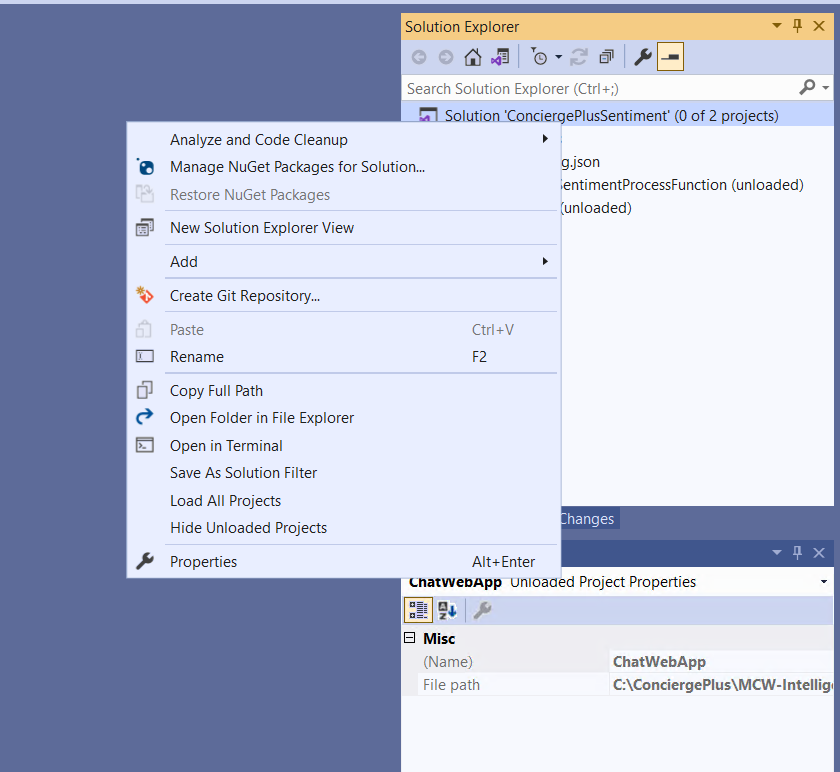 Solution Explorer
Search Solution Explorer (Ctrl+;)
Solution 'ConciergePlusSentiment' (0 of 2 projects)
g.json
SentimentProcessFunction (unloaded)
(unloaded)
Analyze and Code Cleanup
Manage NuGet Packages for Solution...
Restore NuGet Packages
New Solution Explorer View
Add
Create Git Repository...
Paste Ctrl+V
Rename F2
Copy Full Path
Open Folder in File Explorer
Open in Terminal
Save As Solution Filter
Load All Projects
Hide Unloaded Projects
Properties Alt+Enter
Changes
ChatWebApp Unloaded Project Properties
Misc
(Name) ChatWebApp
File path C:\ConciergePlus\MCW-Intellig